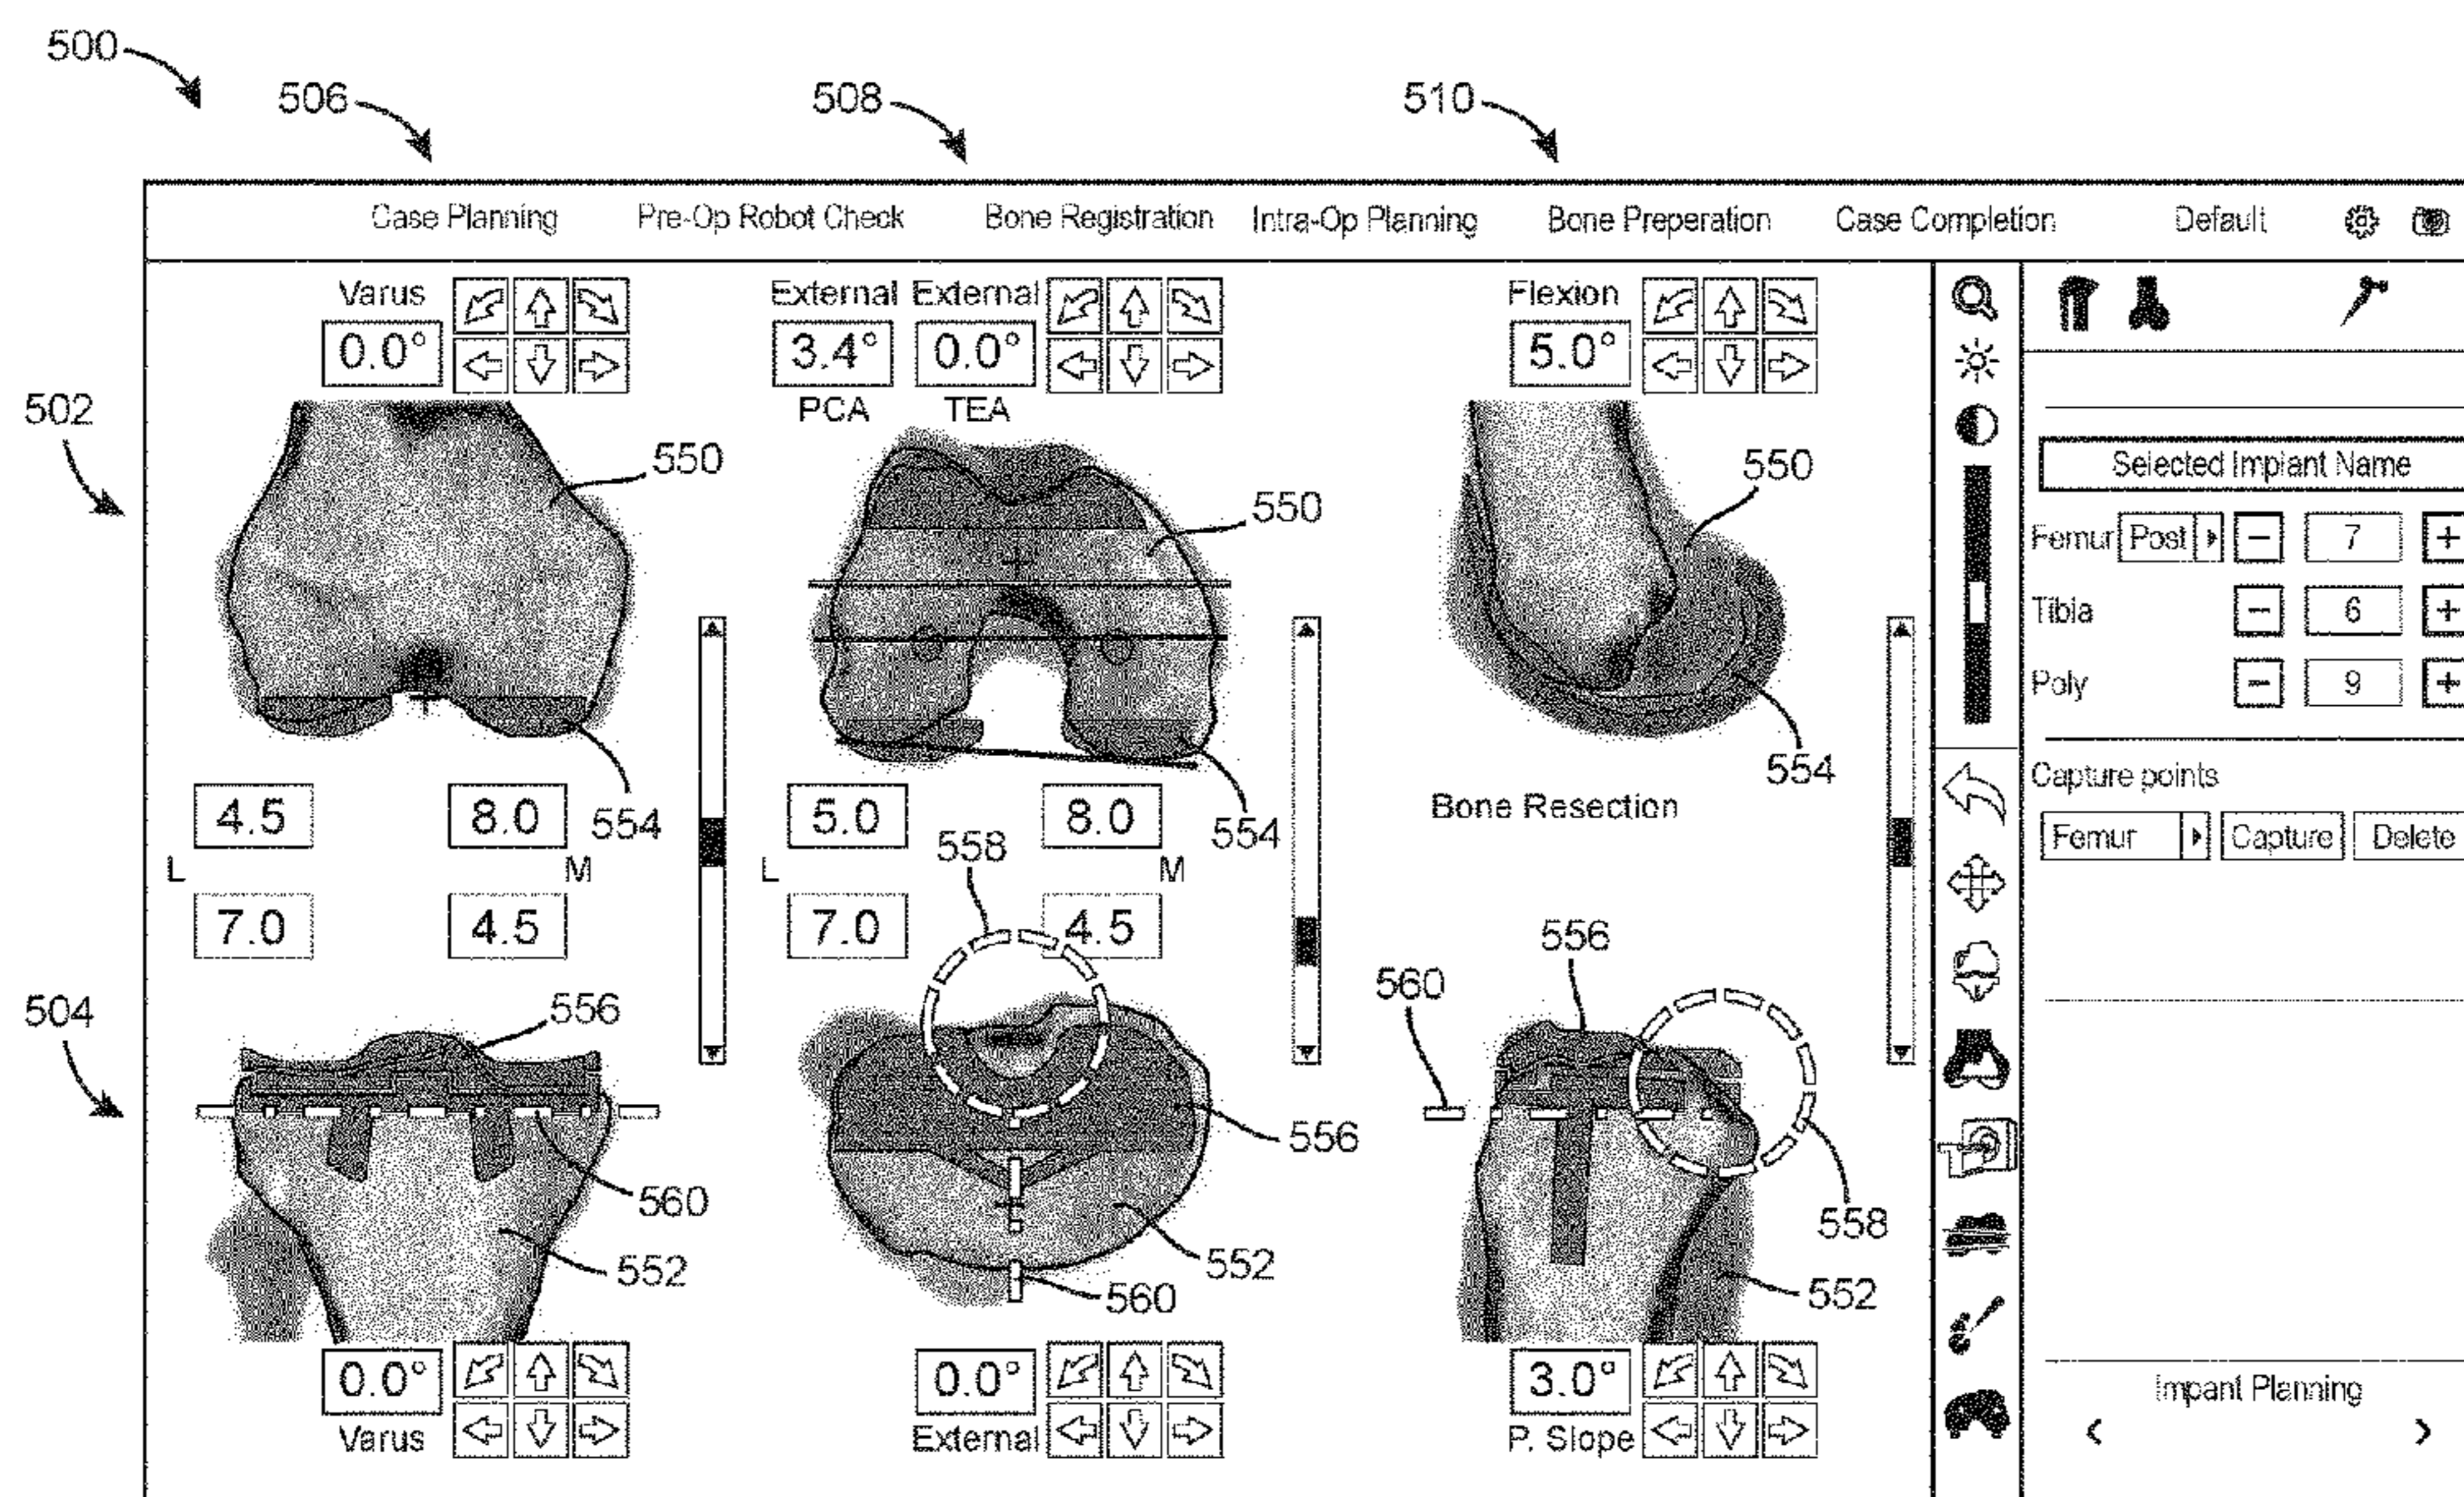 500
506 508 510
Case Planning Pre-Op Robot Check Bone Registration Intra-Op Planning Bone Preperation Case Completion Default
Varus External External Flexion
0.0° 3.4° 0.0° 5.0°
PCA TEA
502
550 550 550
Selected Implant Name
Femur Post - 7 +
Tibla - 6 +
Poly - 9 +
554 554 554
Capture points
Femur Capture Delete
4.5 8.0 5.0 8.0 Bone Resection
558
L M L M
7.0 4.5 7.0 4.5
504
556 556 560
556 558
560 552
552 560 552
0.0° 0.0° 3.0°
Varus External P. Slope
Impant Planning
< >